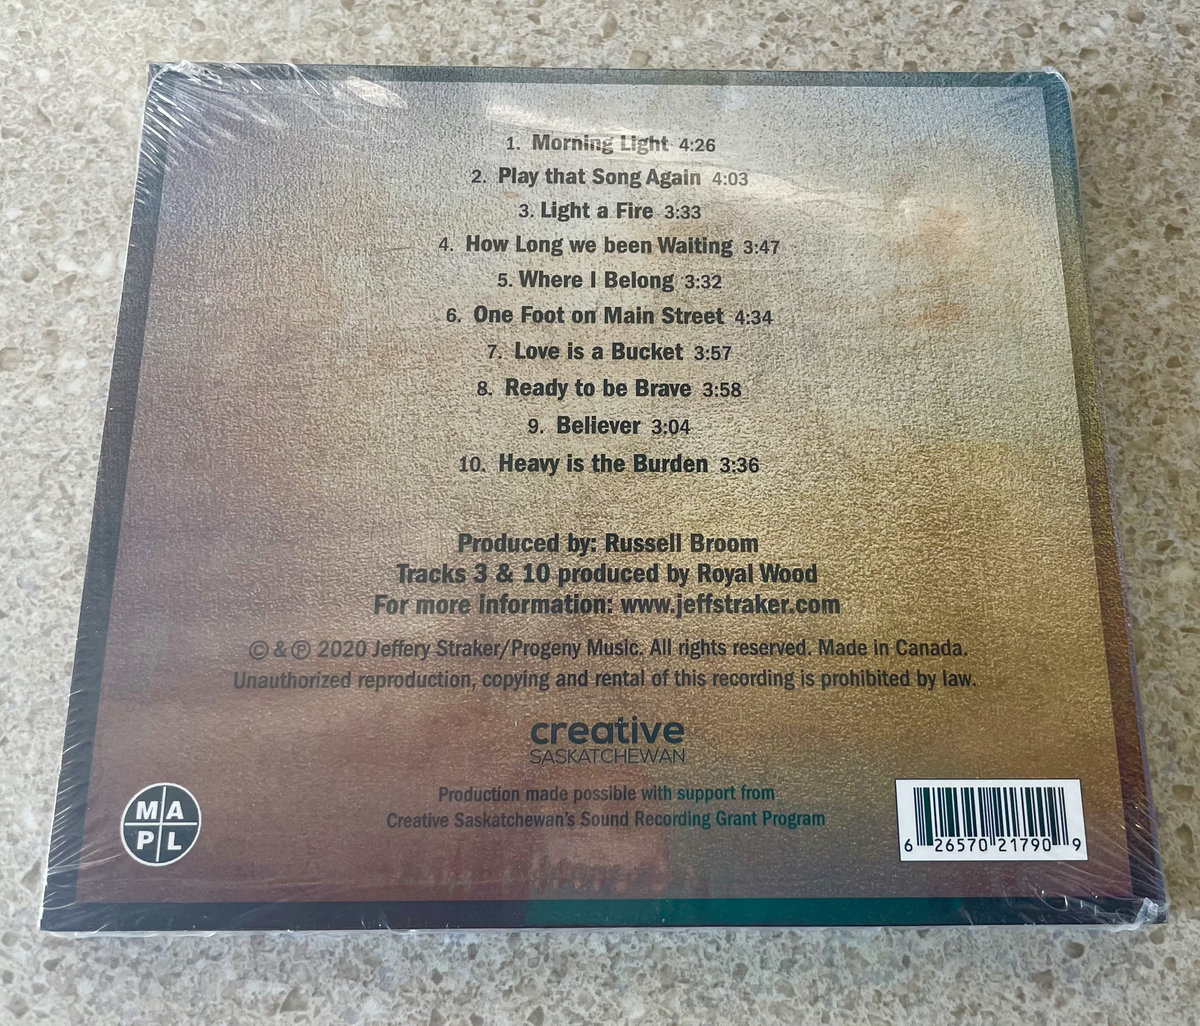 1. Morning Light 4:26
2. Play that Song Again 4:03
3. Light a Fire 3:33
4. How Long we been Waiting 3:47
5. Where I Belong 3:32
6. One Foot on Main Street 4:34
7. Love is a Bucket 3:57
8. Ready to be Brave 3:58
9. Believer 3:04
10. Heavy is the Burden 3:36
Produced by: Russell Broom
Tracks 3 & 10 produced by Royal Wood
For more information: www.jeffstraker.com
© & ℗ 2020 Jeffery Straker/Progeny Music. All rights reserved. Made in Canada.
Unauthorized reproduction, copying and rental of this recording is prohibited by law.
creative
SASKATCHEWAN
Production made possible with support from
Creative Saskatchewan's Sound Recording Grant Program
M A
P L
6 26570 21790 9